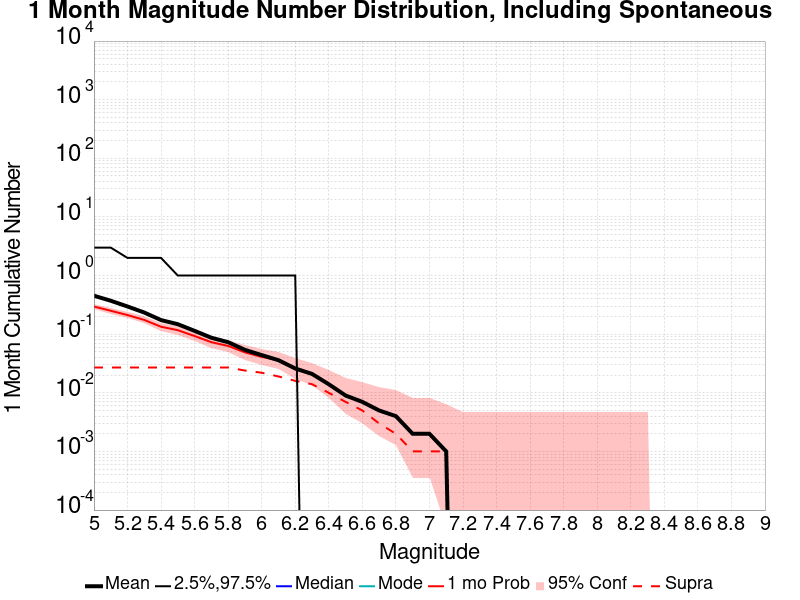 1 Month Magnitude Number Distribution, Including Spontaneous
10^4
10^3
10^2
10^1
10^0
10^-1
10^-2
10^-3
10^-4
1 Month Cumulative Number
5 5.2 5.4 5.6 5.8 6 6.2 6.4 6.6 6.8 7 7.2 7.4 7.6 7.8 8 8.2 8.4 8.6 8.8 9
Magnitude
Mean 2.5%,97.5% Median Mode 1 mo Prob 95% Conf Supra